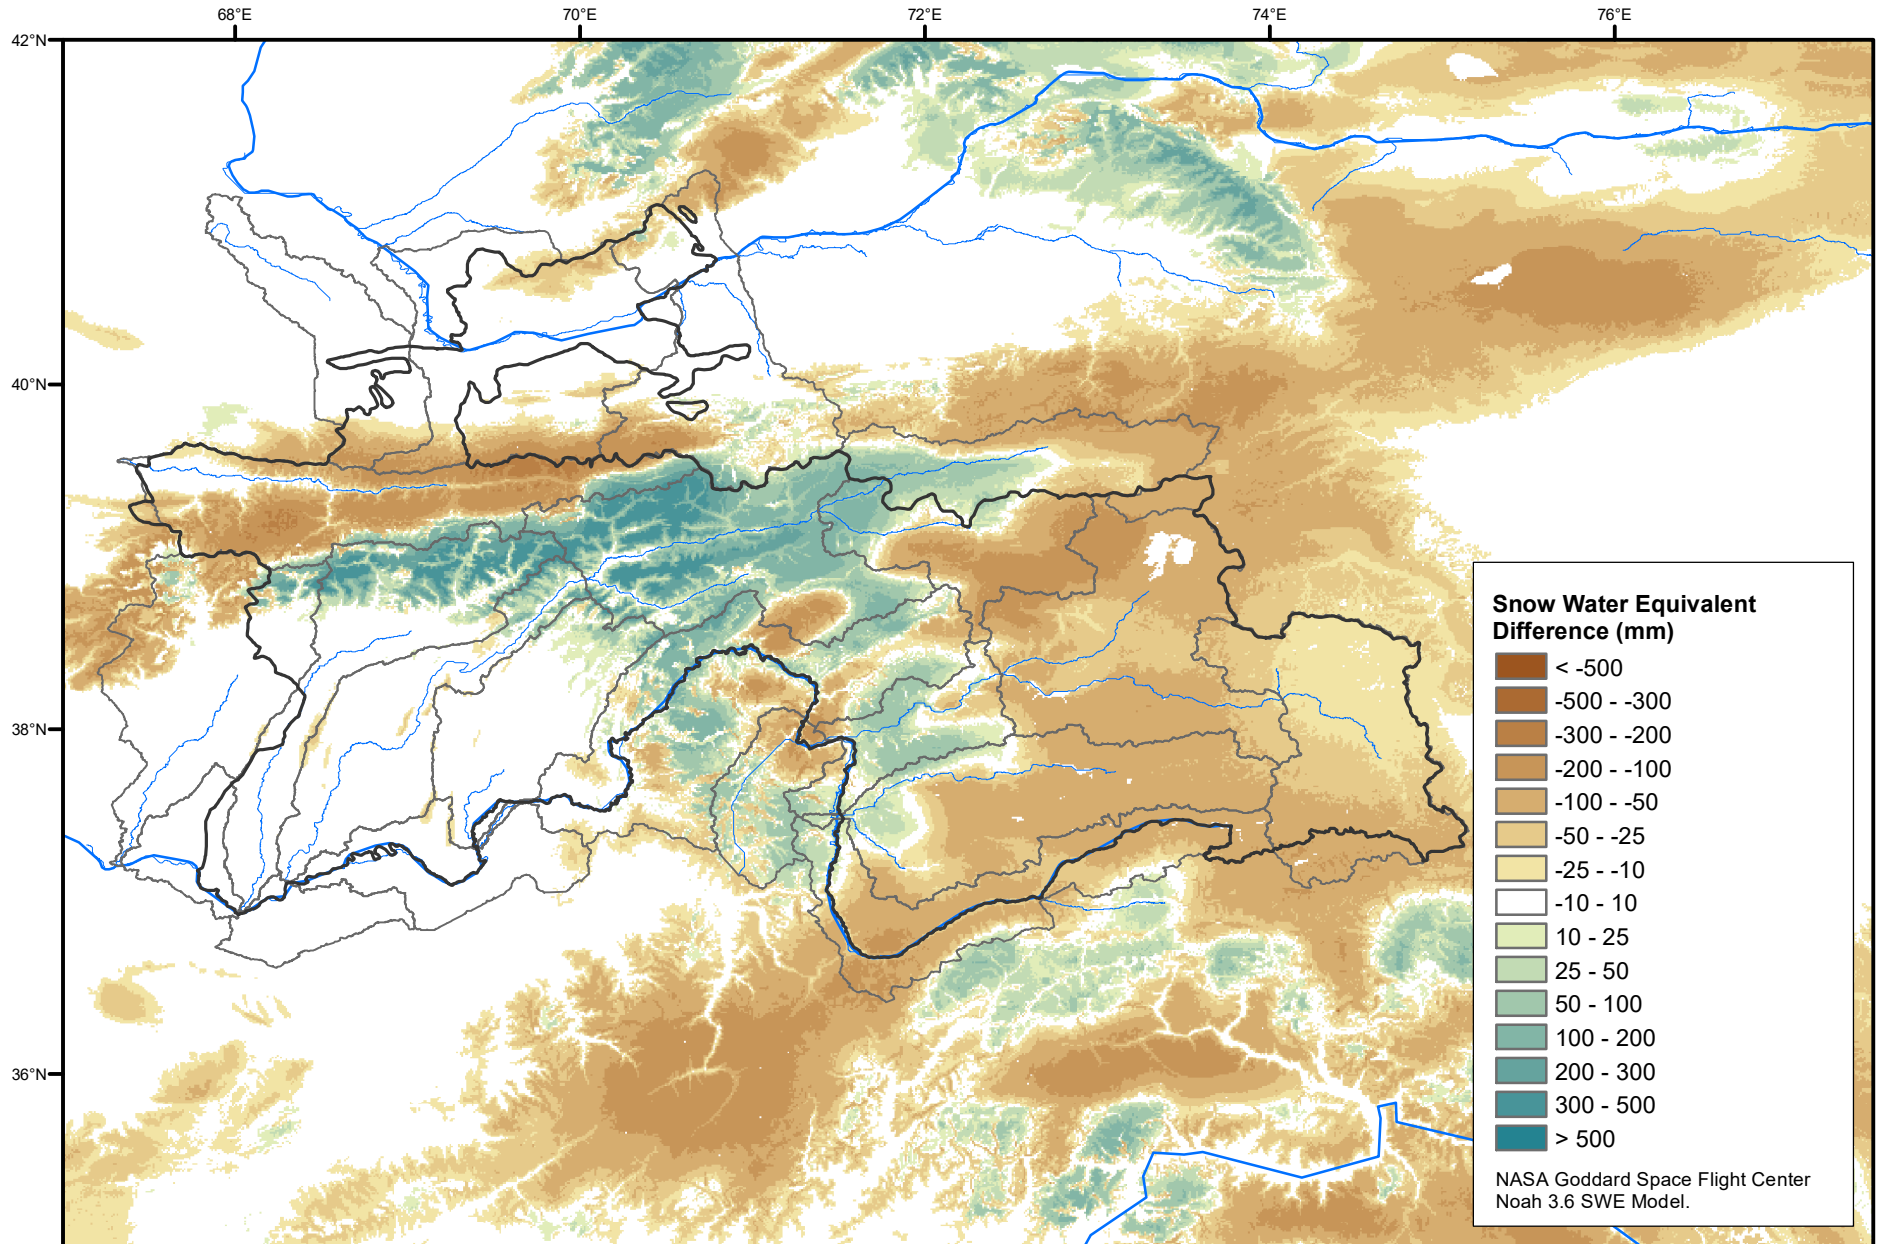 68°E
70°E
72°E
74°E
76°E
42°N
40°N
38°N
36°N
Snow Water Equivalent
Difference (mm)
< -500
-500 - -300
-300 - -200
-200 - -100
-100 - -50
-50 - -25
-25 - -10
-10 - 10
10 - 25
25 - 50
50 - 100
100 - 200
200 - 300
300 - 500
> 500
NASA Goddard Space Flight Center
Noah 3.6 SWE Model.